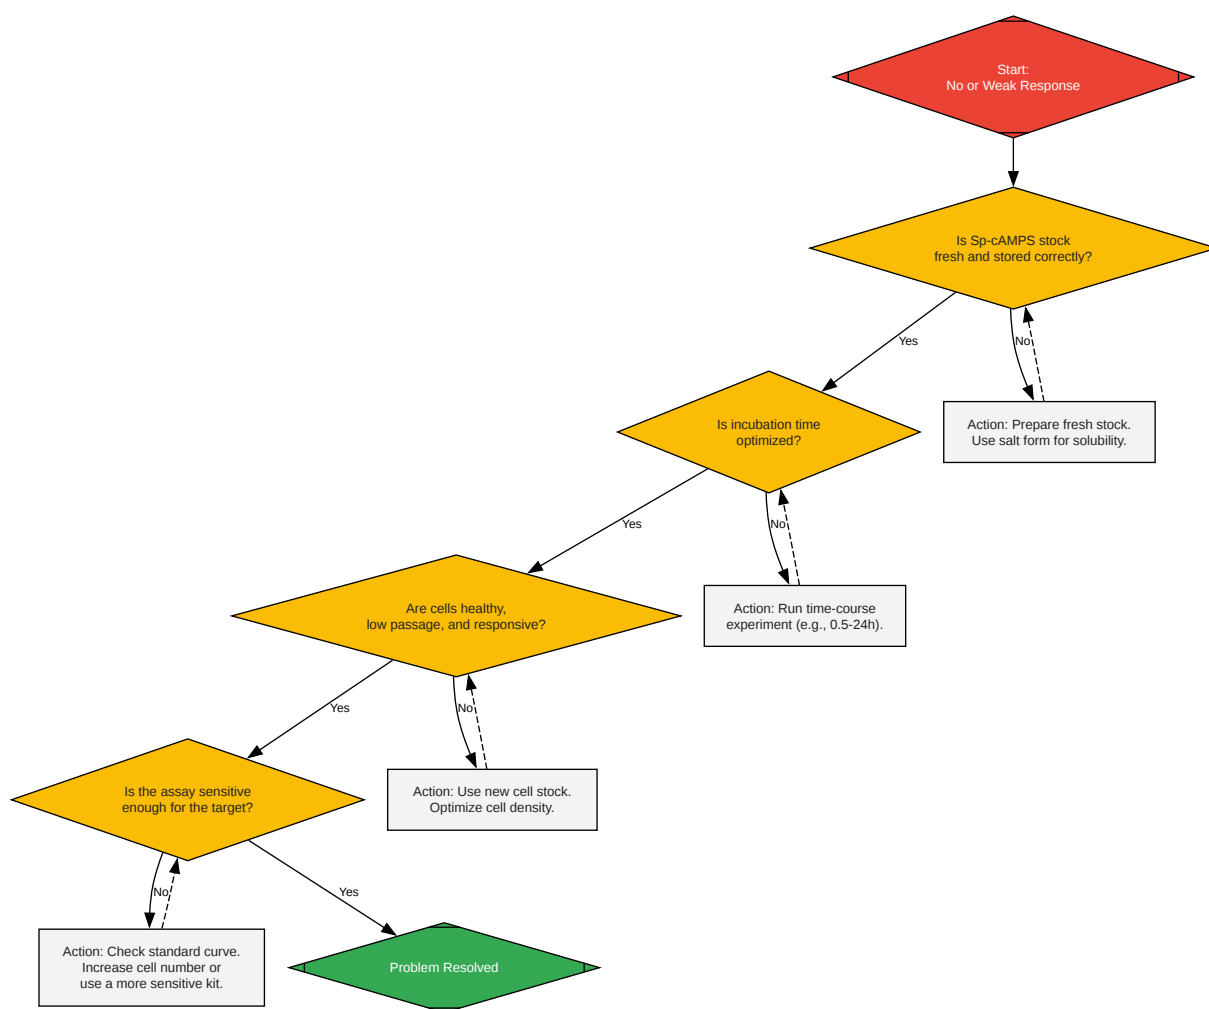 Start:
No or Weak Response
Is Sp-cAMPS stock
fresh and stored correctly?
Yes
No
Action: Prepare fresh stock.
Use salt form for solubility.
Is incubation time
optimized?
Yes
No
Action: Run time-course
experiment (e.g., 0.5-24h).
Are cells healthy,
low passage, and responsive?
Yes
No
Action: Use new cell stock.
Optimize cell density.
Is the assay sensitive
enough for the target?
No
Yes
Action: Check standard curve.
Increase cell number or
use a more sensitive kit.
Problem Resolved